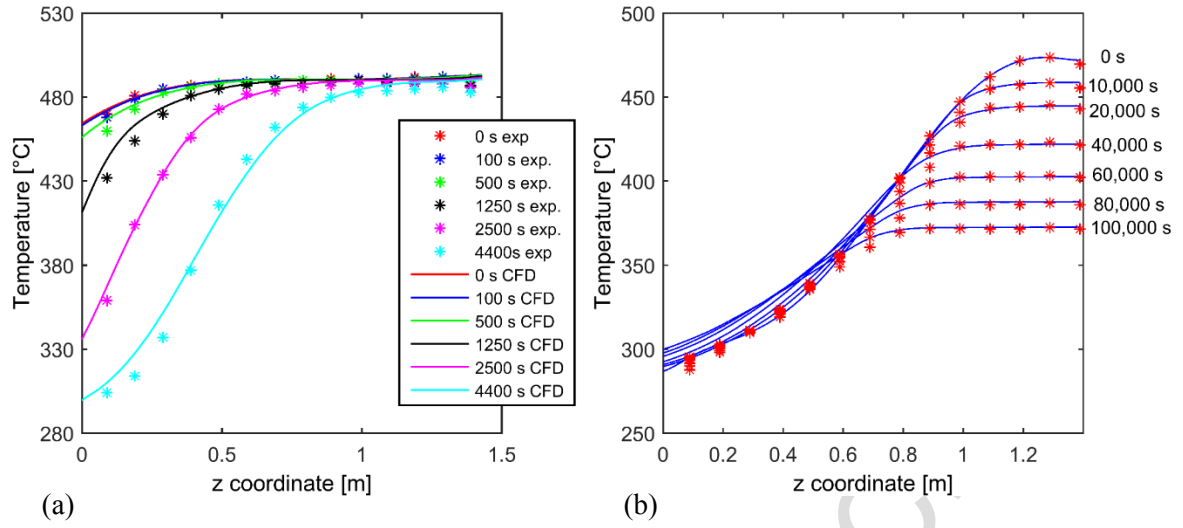 530
480
430
380
330
280
Temperature [°C]
0
0.5
1
1.5
z coordinate [m]
(a)
0 s exp
100 s exp.
500 s exp.
1250 s exp.
2500 s exp.
4400s exp.
0 s CFD
100 s CFD
500 s CFD
1250 s CFD
2500 s CFD
4400 s CFD
500
450
400
350
300
250
Temperature [°C]
0
0.2
0.4
0.6
0.8
1
1.2
z coordinate [m]
(b)
0 s
10,000 s
20,000 s
40,000 s
60,000 s
80,000 s
100,000 s